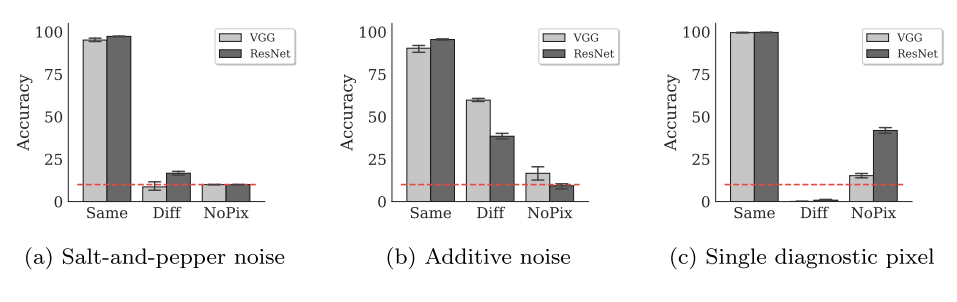 100
75
50
25
0
Accuracy
VGG
ResNet
Same Diff NoPix
(a) Salt-and-pepper noise
100
75
50
25
0
Accuracy
VGG
ResNet
Same Diff NoPix
(b) Additive noise
100
75
50
25
0
Accuracy
VGG
ResNet
Same Diff NoPix
(c) Single diagnostic pixel